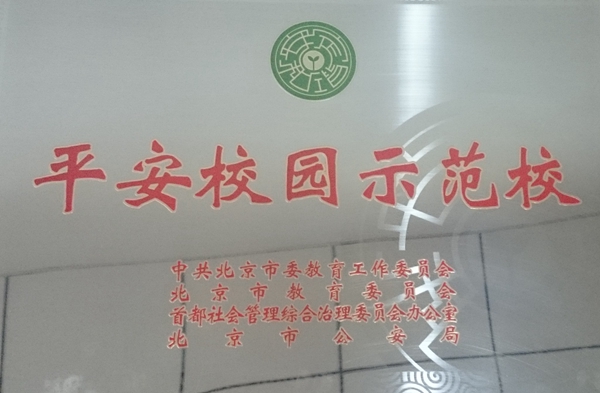 平安校园示范校
中共北京市委教育工作委员会
北京市教育委员会
首都社会管理综合治理委员会办公室
北京市公安局